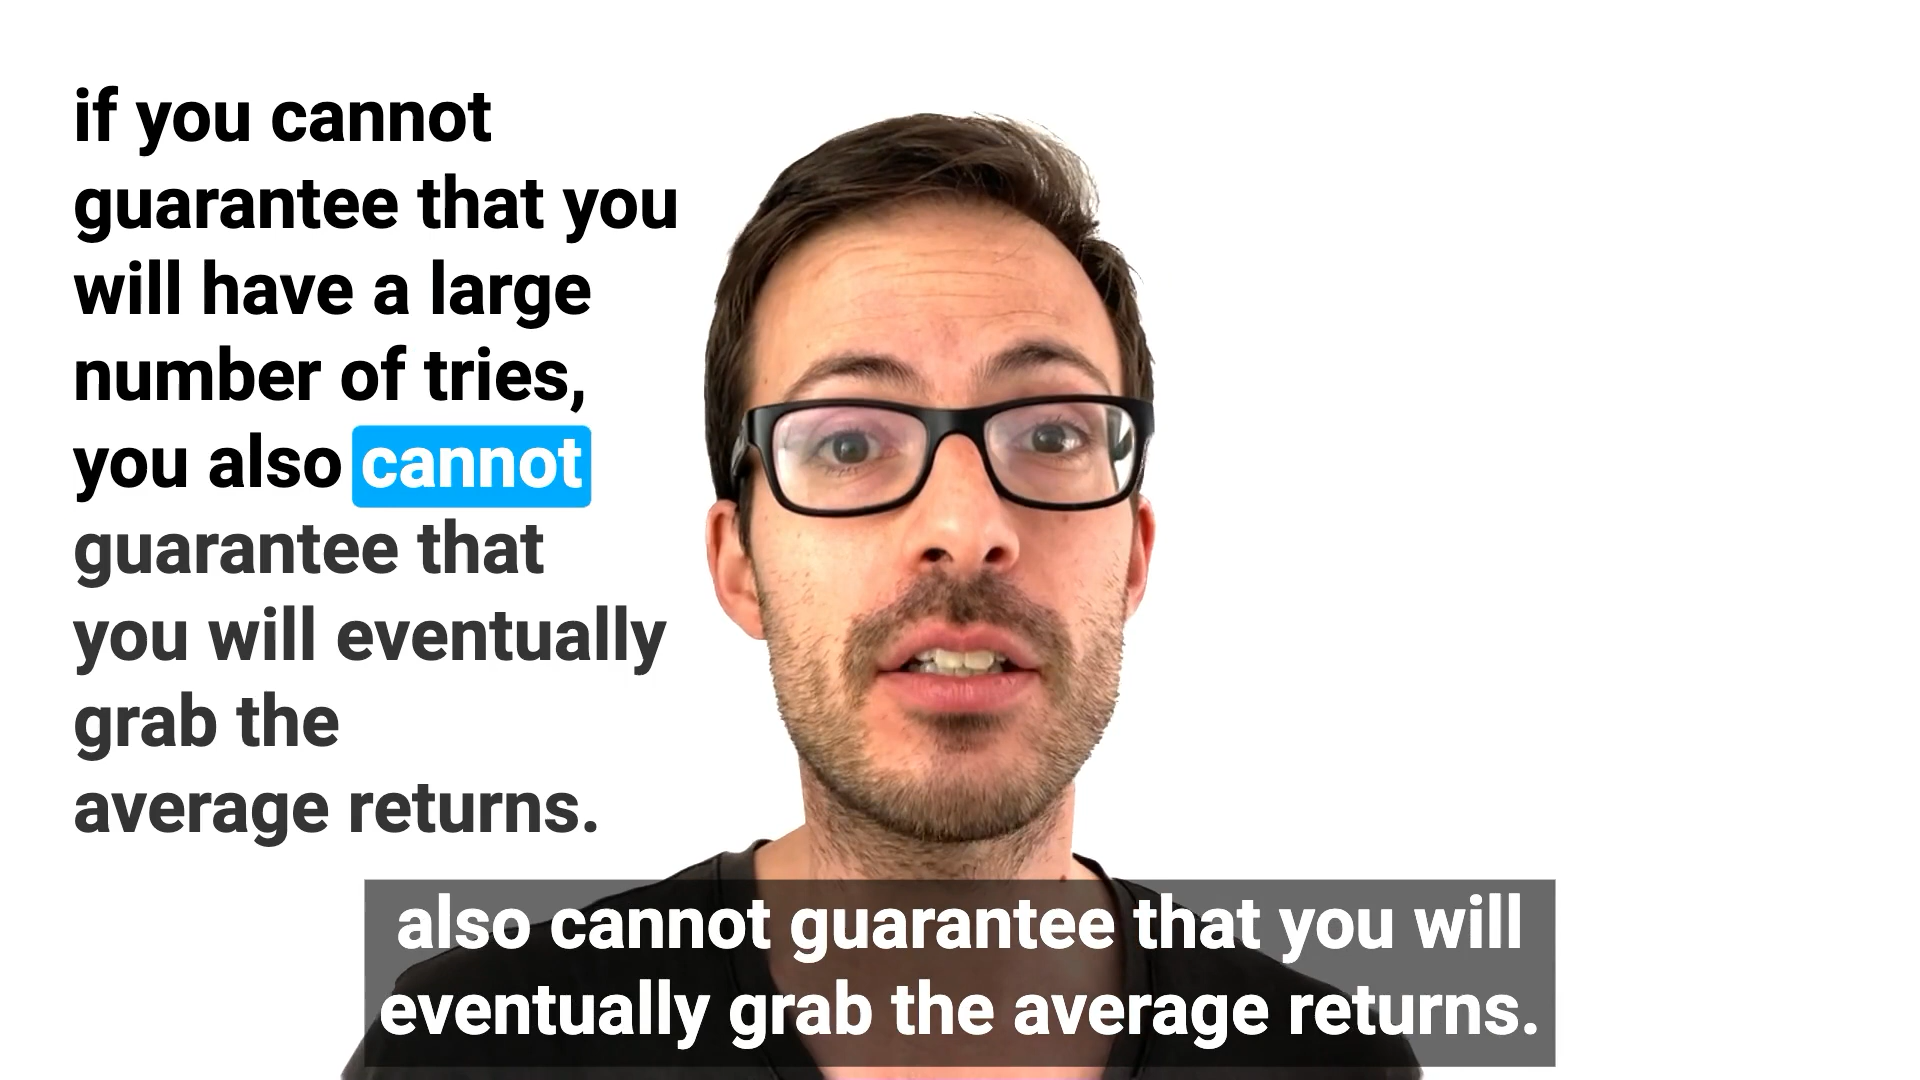 if you cannot
guarantee that you
will have a large
number of tries,
you also cannot
guarantee that
you will eventually
grab the
average returns.
also cannot guarantee that you will
eventually grab the average returns.